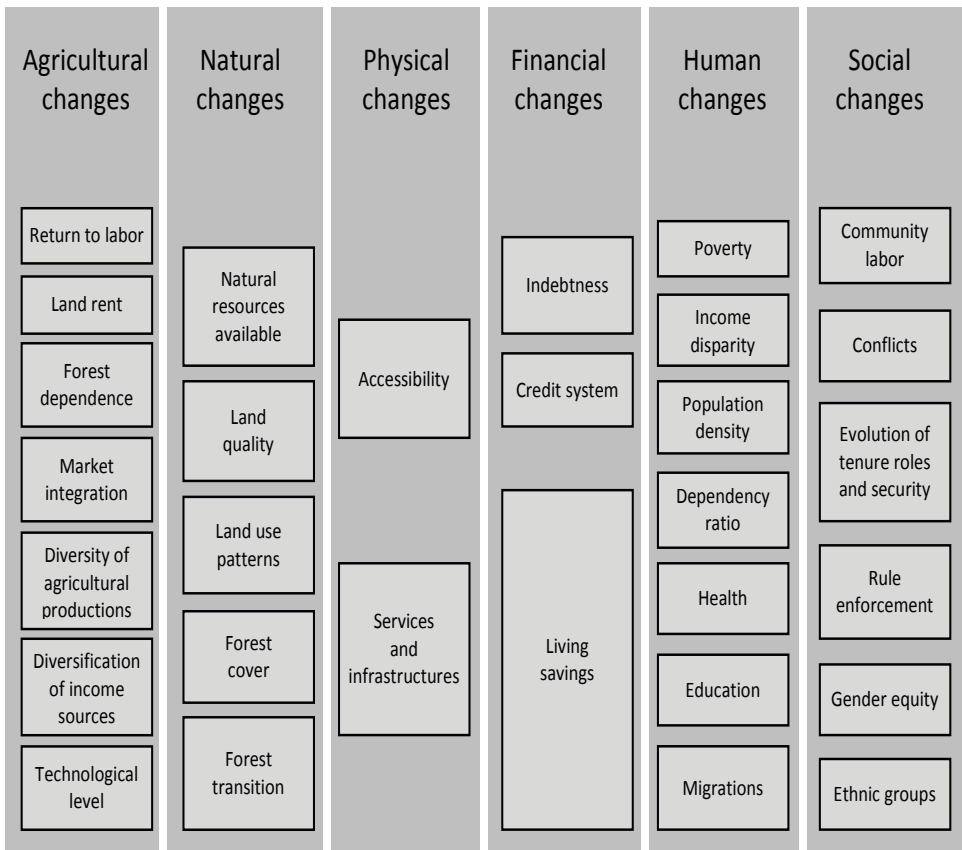 Agricultural
changes
Return to labor
Land rent
Forest
dependence
Market
integration
Diversity of
agricultural
productions
Diversification
of income
sources
Technological
level
Natural
changes
Natural
resources
available
Land
quality
Land use
patterns
Forest
cover
Forest
transition
Physical
changes
Accessibility
Services
and
infrastructures
Financial
changes
Indebtness
Credit system
Living
savings
Human
changes
Poverty
Income
disparity
Population
density
Dependency
ratio
Health
Education
Migrations
Social
changes
Community
labor
Conflicts
Evolution of
tenure roles
and security
Rule
enforcement
Gender equity
Ethnic groups